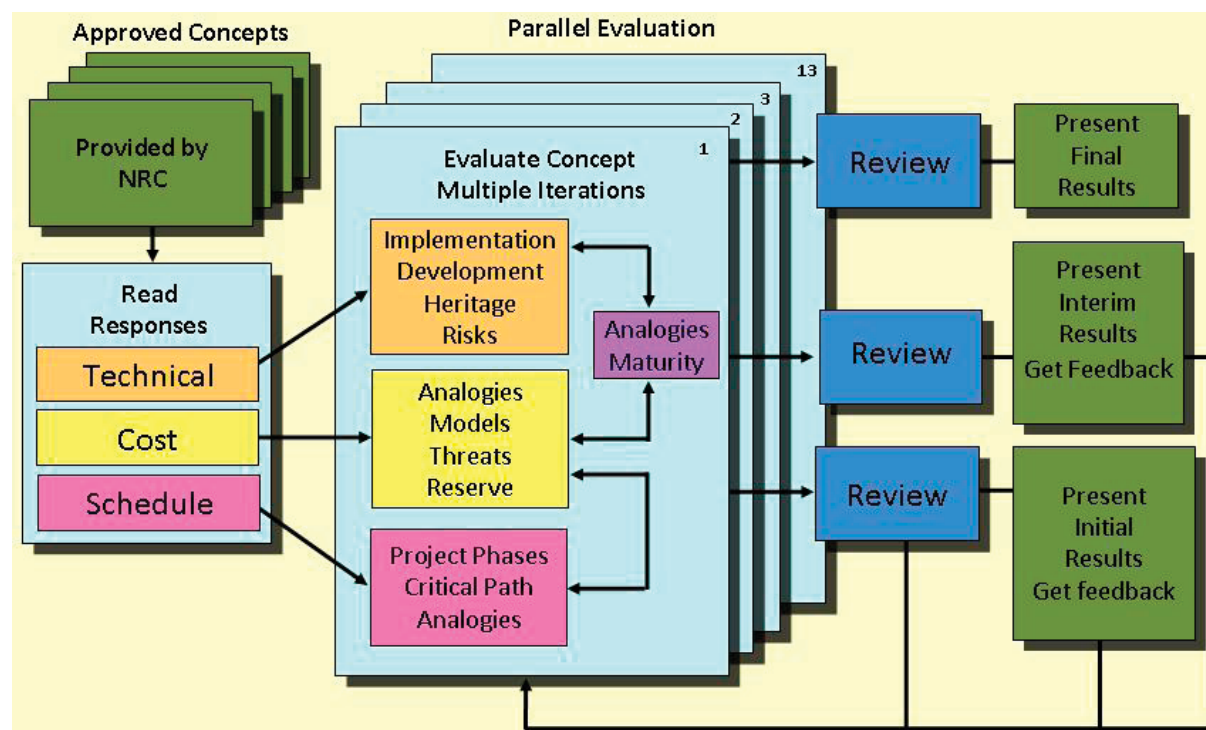 Approved Concepts
Provided by
NRC
Read
Responses
Technical
Cost
Schedule
Parallel Evaluation
13
3
2
1
Evaluate Concept
Multiple Iterations
Implementation
Development
Heritage
Risks
Analogies
Maturity
Analogies
Models
Threats
Reserve
Project Phases
Critical Path
Analogies
Review
Present
Final
Results
Review
Present
Interim
Results
Get Feedback
Review
Present
Initial
Results
Get feedback